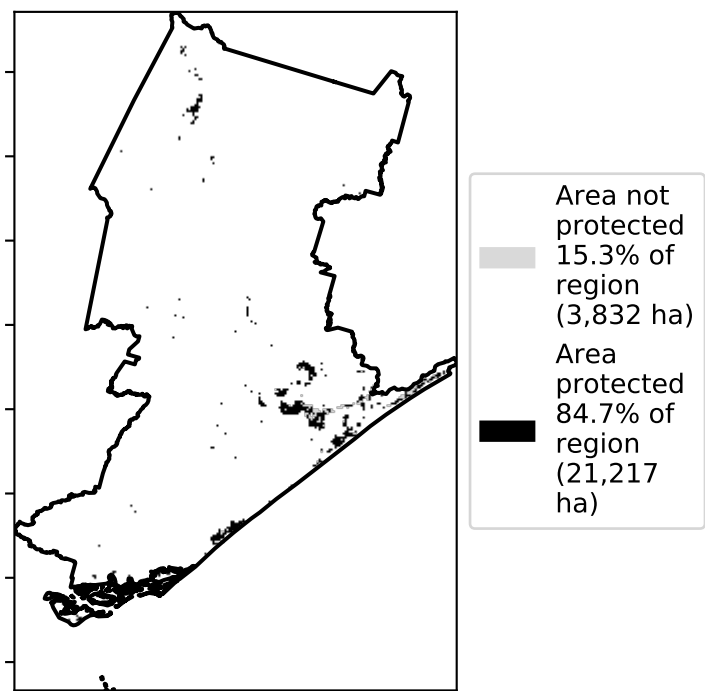 Area not
protected
15.3% of
region
(3,832 ha)
Area
protected
84.7% of
region
(21,217
ha)